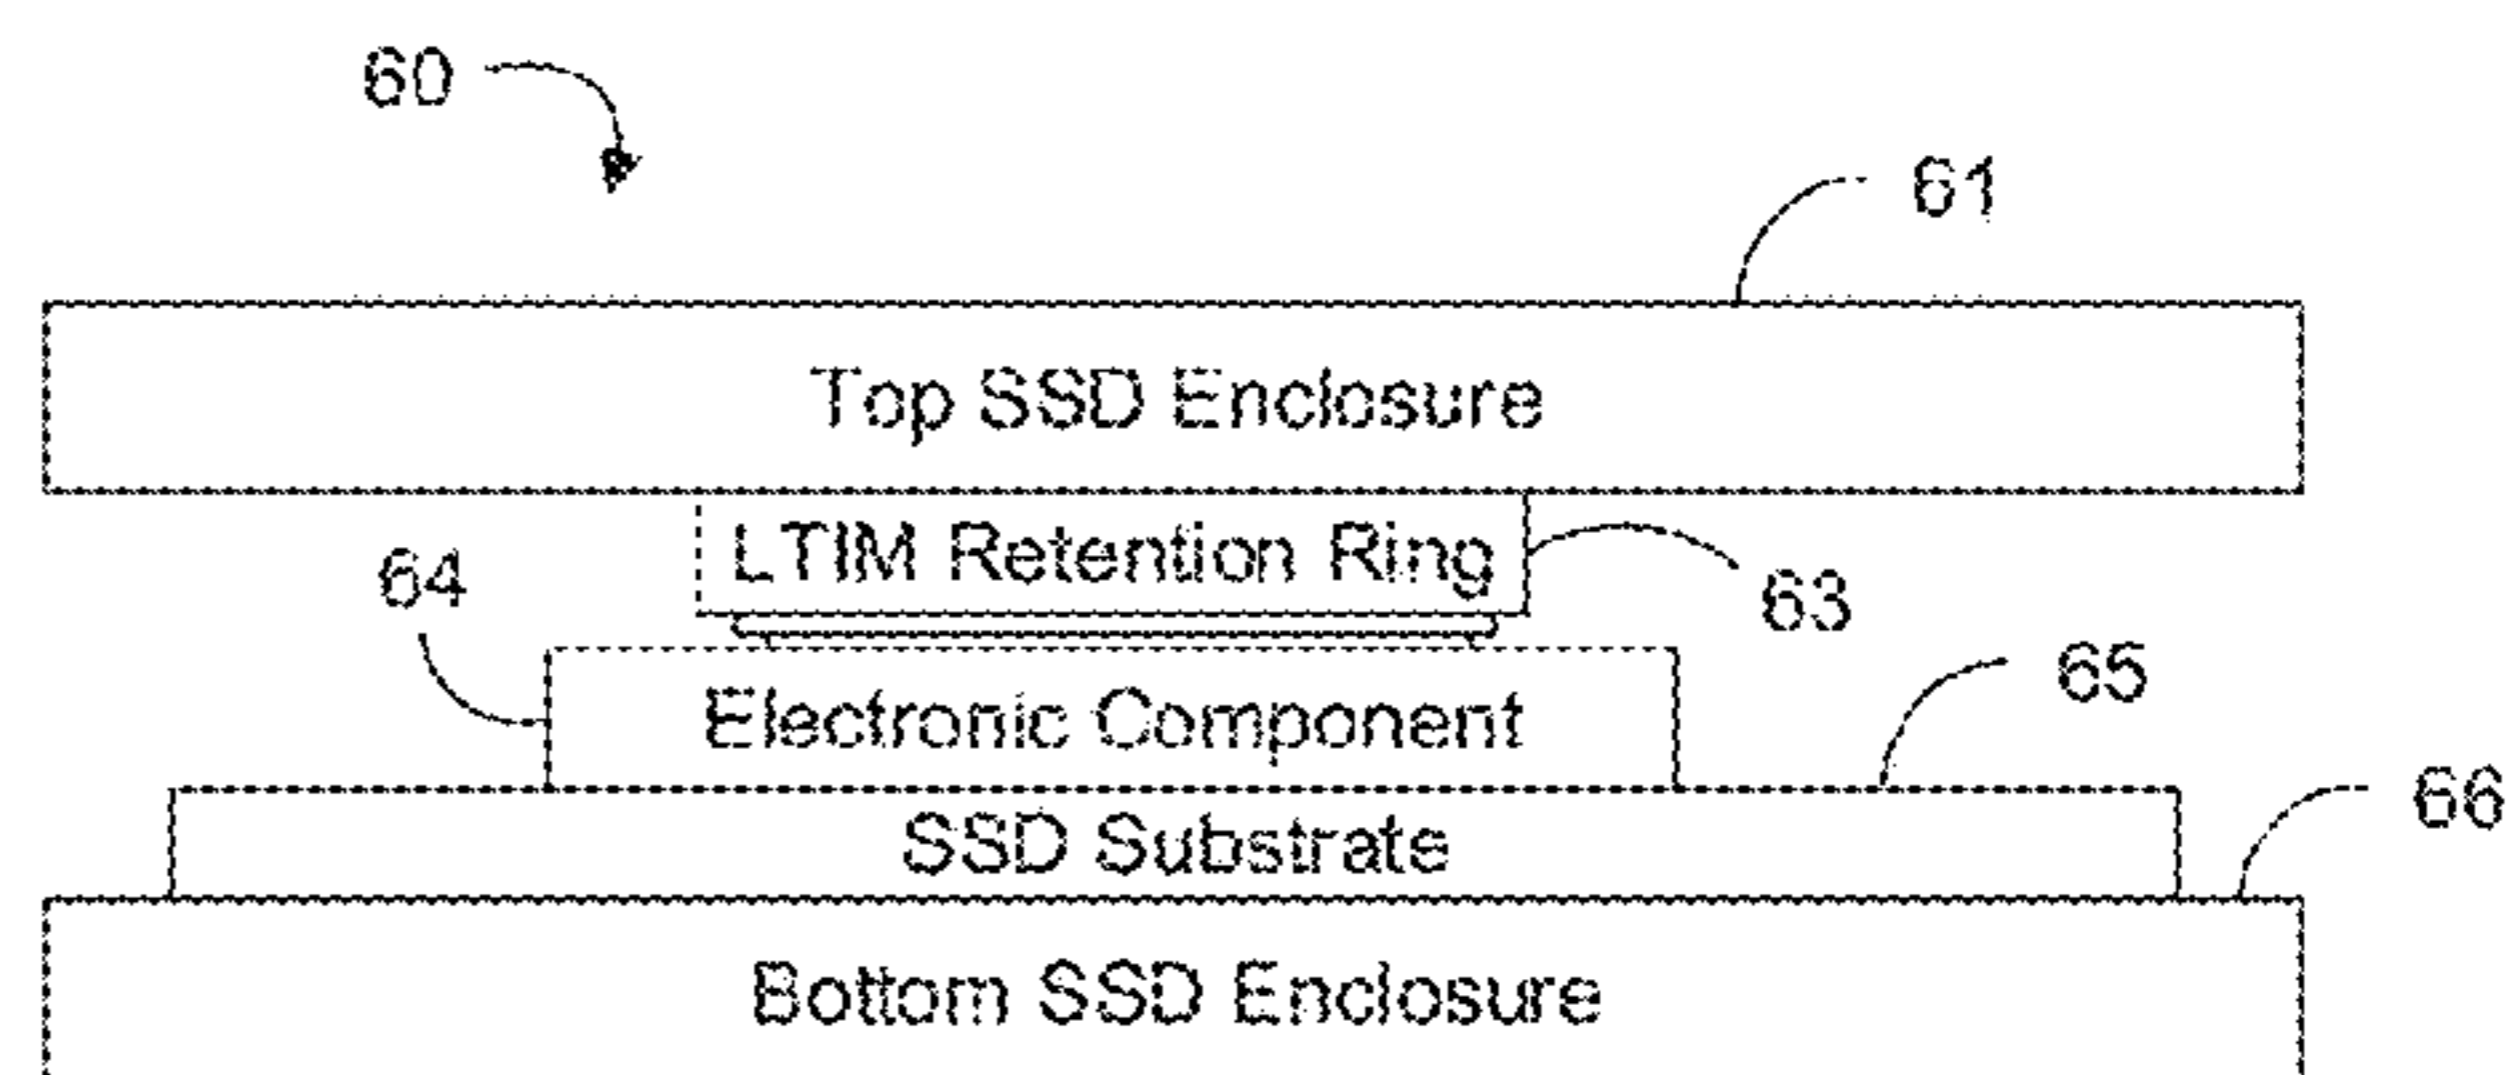 60
61
Top SSD Enclosure
LTIM Retention Ring
64
63
65
Electronic Component
66
SSD Substrate
Bottom SSD Enclosure